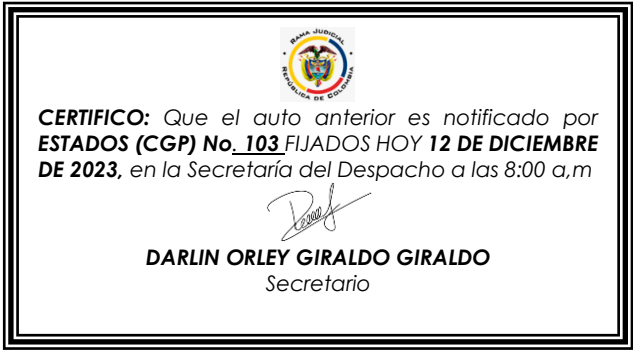 RAMA JUDICIAL
REPÚBLICA DE COLOMBIA
CERTIFICO: Que el auto anterior es notificado por
ESTADOS (CGP) No. 103 FIJADOS HOY 12 DE DICIEMBRE
DE 2023, en la Secretaría del Despacho a las 8:00 a,m
DARLIN ORLEY GIRALDO GIRALDO
Secretario